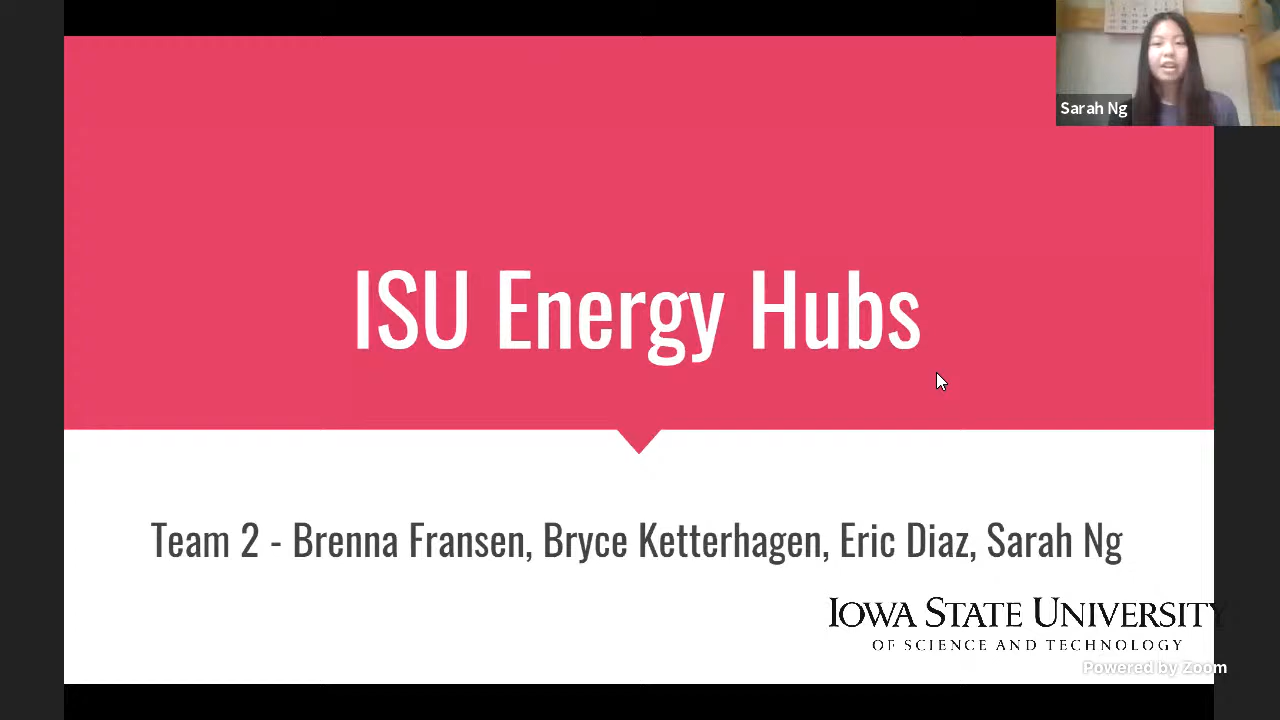 Sarah Ng
ISU Energy Hubs
Team 2 - Brenna Fransen, Bryce Ketterhagen, Eric Diaz, Sarah Ng
IOWA STATE UNIVERSITY
OF SCIENCE AND TECHNOLOGY
Powered by Zoom